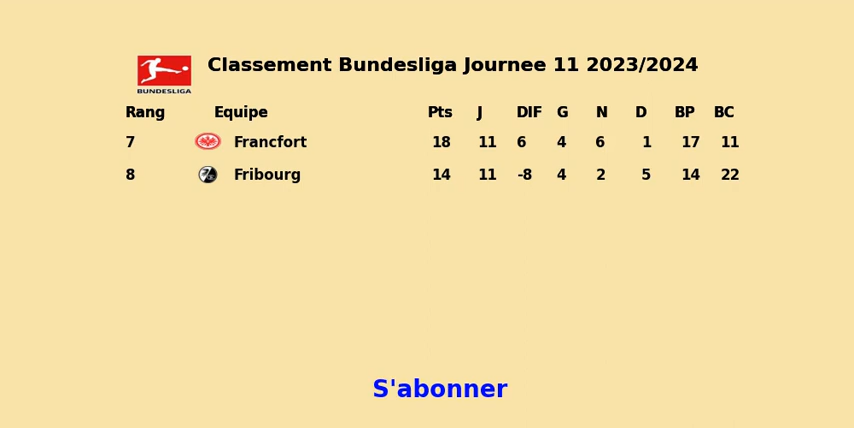 Classement Bundesliga Journee 11 2023/2024
BUNDESLIGA
Rang Equipe Pts J DIF G N D BP BC
7 Francfort 18 11 6 4 6 1 17 11
8 Fribourg 14 11 -8 4 2 5 14 22
S'abonner